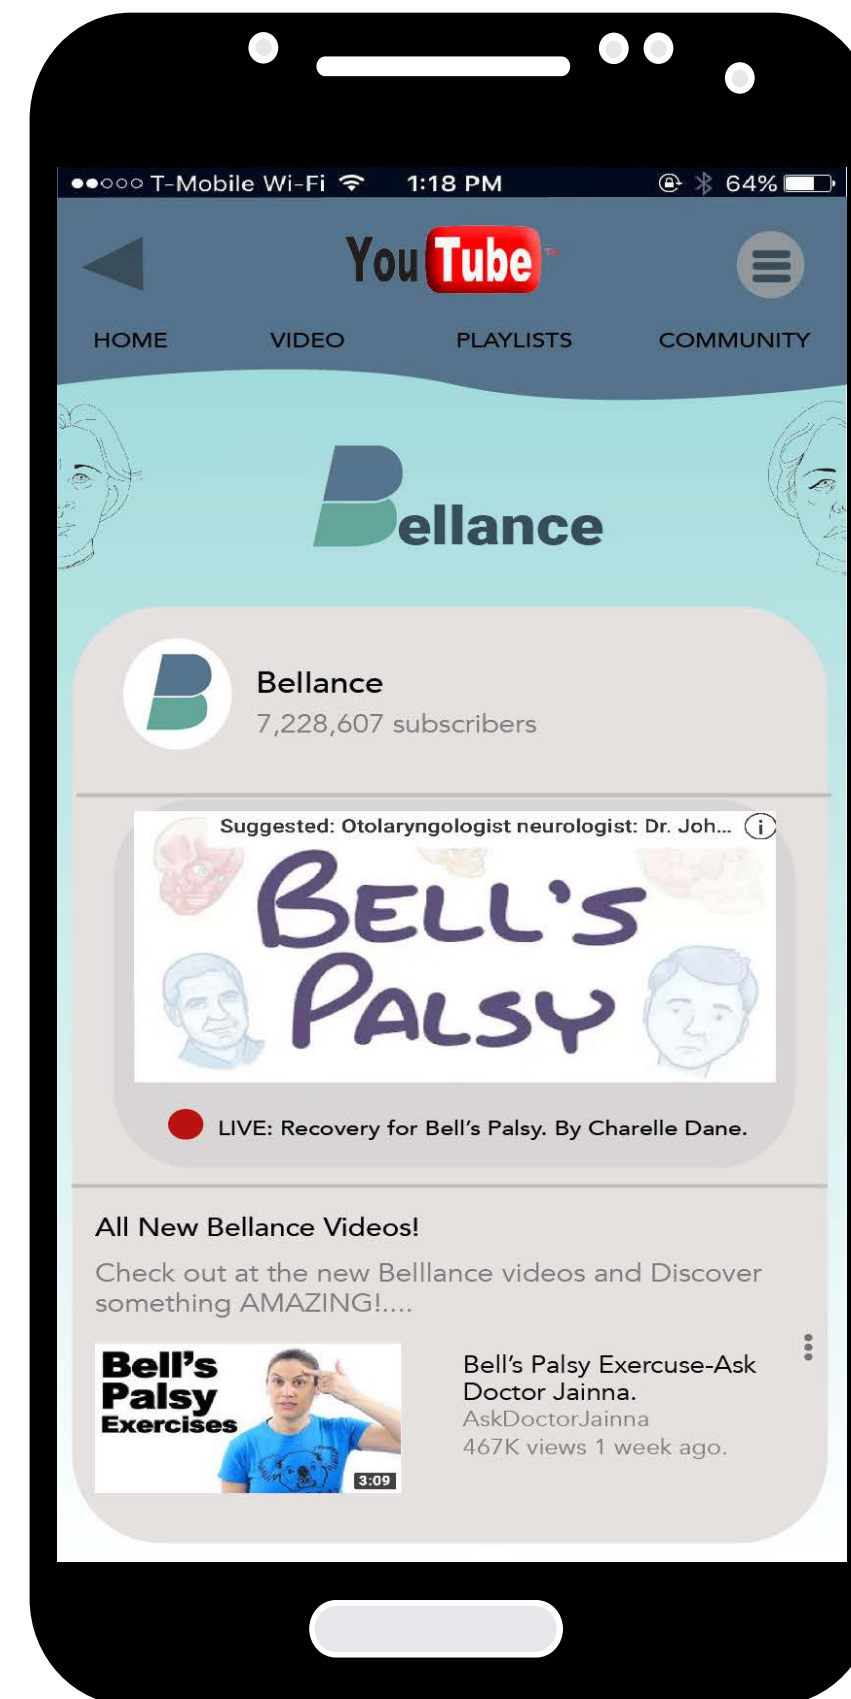 T-Mobile Wi-Fi 1:18 PM 64%
YouTube™
HOME VIDEO PLAYLISTS COMMUNITY
Bellance
B
Bellance
7,228,607 subscribers
Suggested: Otolaryngologist neurologist: Dr. Joh... i
BELL'S
PALSY
LIVE: Recovery for Bell's Palsy. By Charelle Dane.
All New Bellance Videos!
Check out at the new Belllance videos and Discover
something AMAZING!....
Bell's
Palsy
Exercises
3:09
Bell's Palsy Exercuse-Ask
Doctor Jainna.
AskDoctorJainna
467K views 1 week ago.